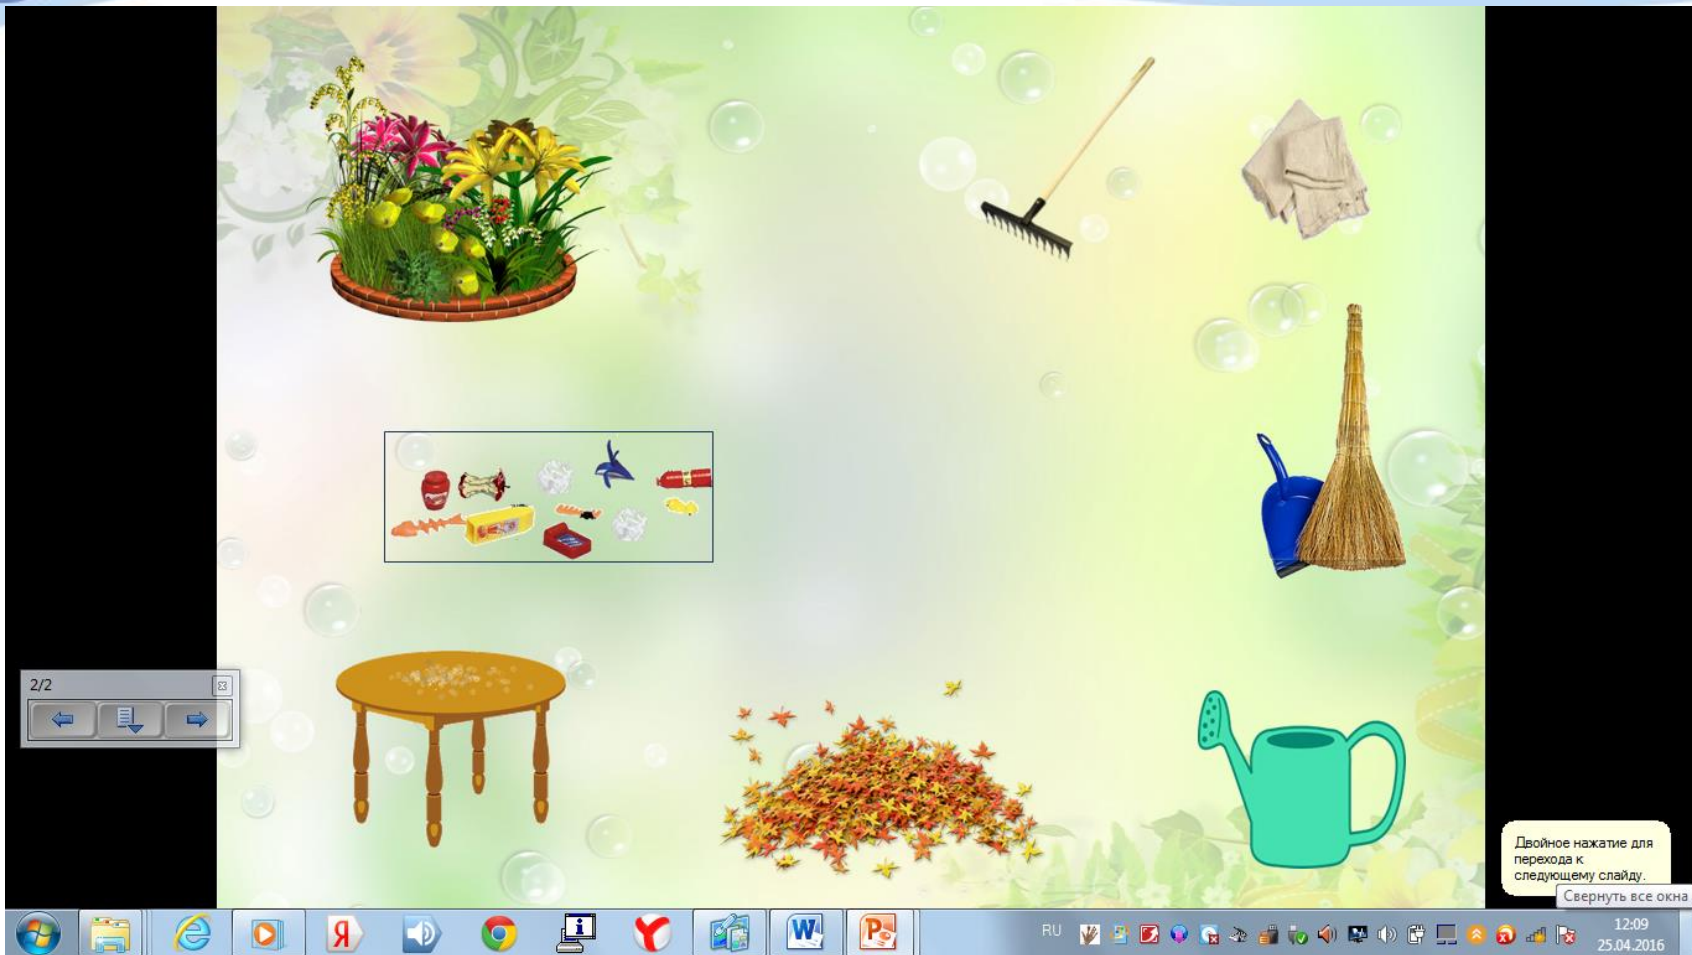 2/2
Двойное нажатие для
перехода к
следующему слайду.
Свернуть все окна
RU
12:09
25.04.2016